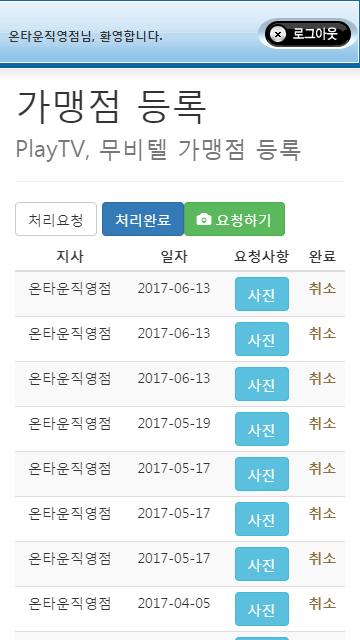 온타운직영점님, 환영합니다.
로그아웃
가맹점 등록
PlayTV, 무비텔 가맹점 등록
처리요청 처리완료 요청하기
지사 일자 요청사항 완료
온타운직영점 2017-06-13 사진 취소
온타운직영점 2017-06-13 사진 취소
온타운직영점 2017-06-13 사진 취소
온타운직영점 2017-05-19 사진 취소
온타운직영점 2017-05-17 사진 취소
온타운직영점 2017-05-17 사진 취소
온타운직영점 2017-05-17 사진 취소
온타운직영점 2017-04-05 사진 취소